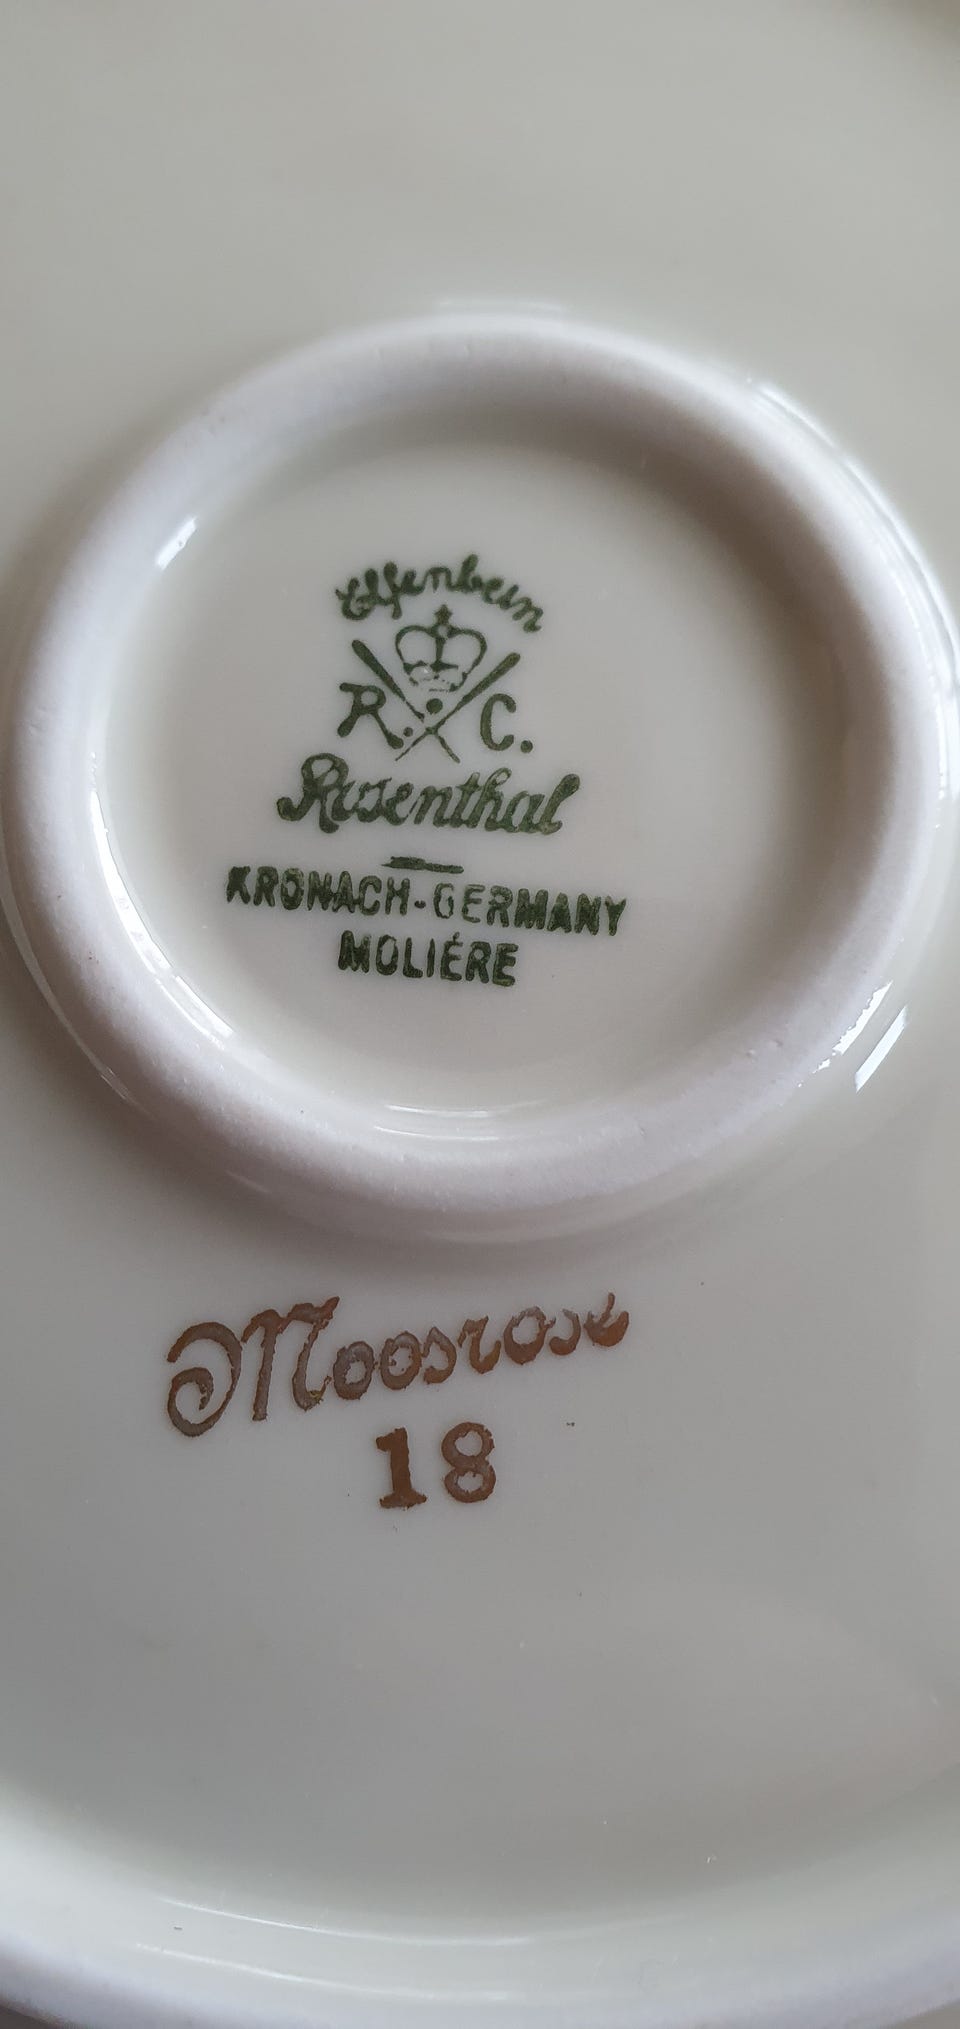 Elfenbein
R. C.
Rosenthal
KRONACH-GERMANY
MOLIÉRE
Moosrose
18